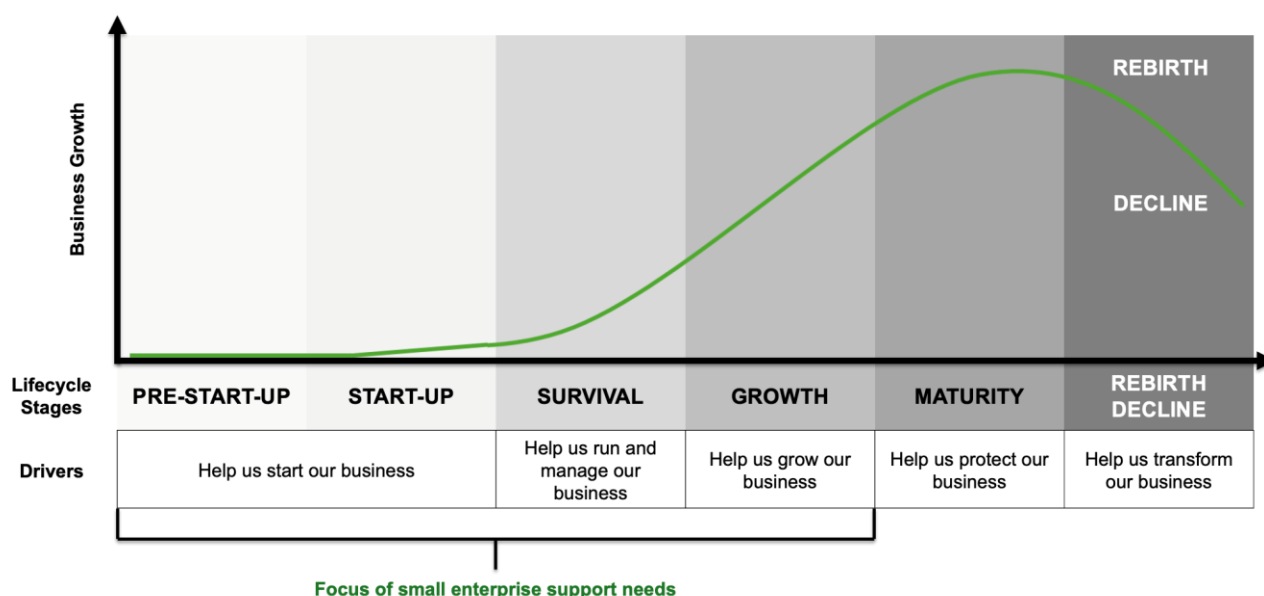 Business Growth
REBIRTH
DECLINE
Lifecycle
Stages
PRE-START-UP
START-UP
SURVIVAL
GROWTH
MATURITY
REBIRTH
DECLINE
Drivers
Help us start our business
Help us run and
manage our
business
Help us grow our
business
Help us protect our
business
Help us transform
our business
Focus of small enterprise support needs